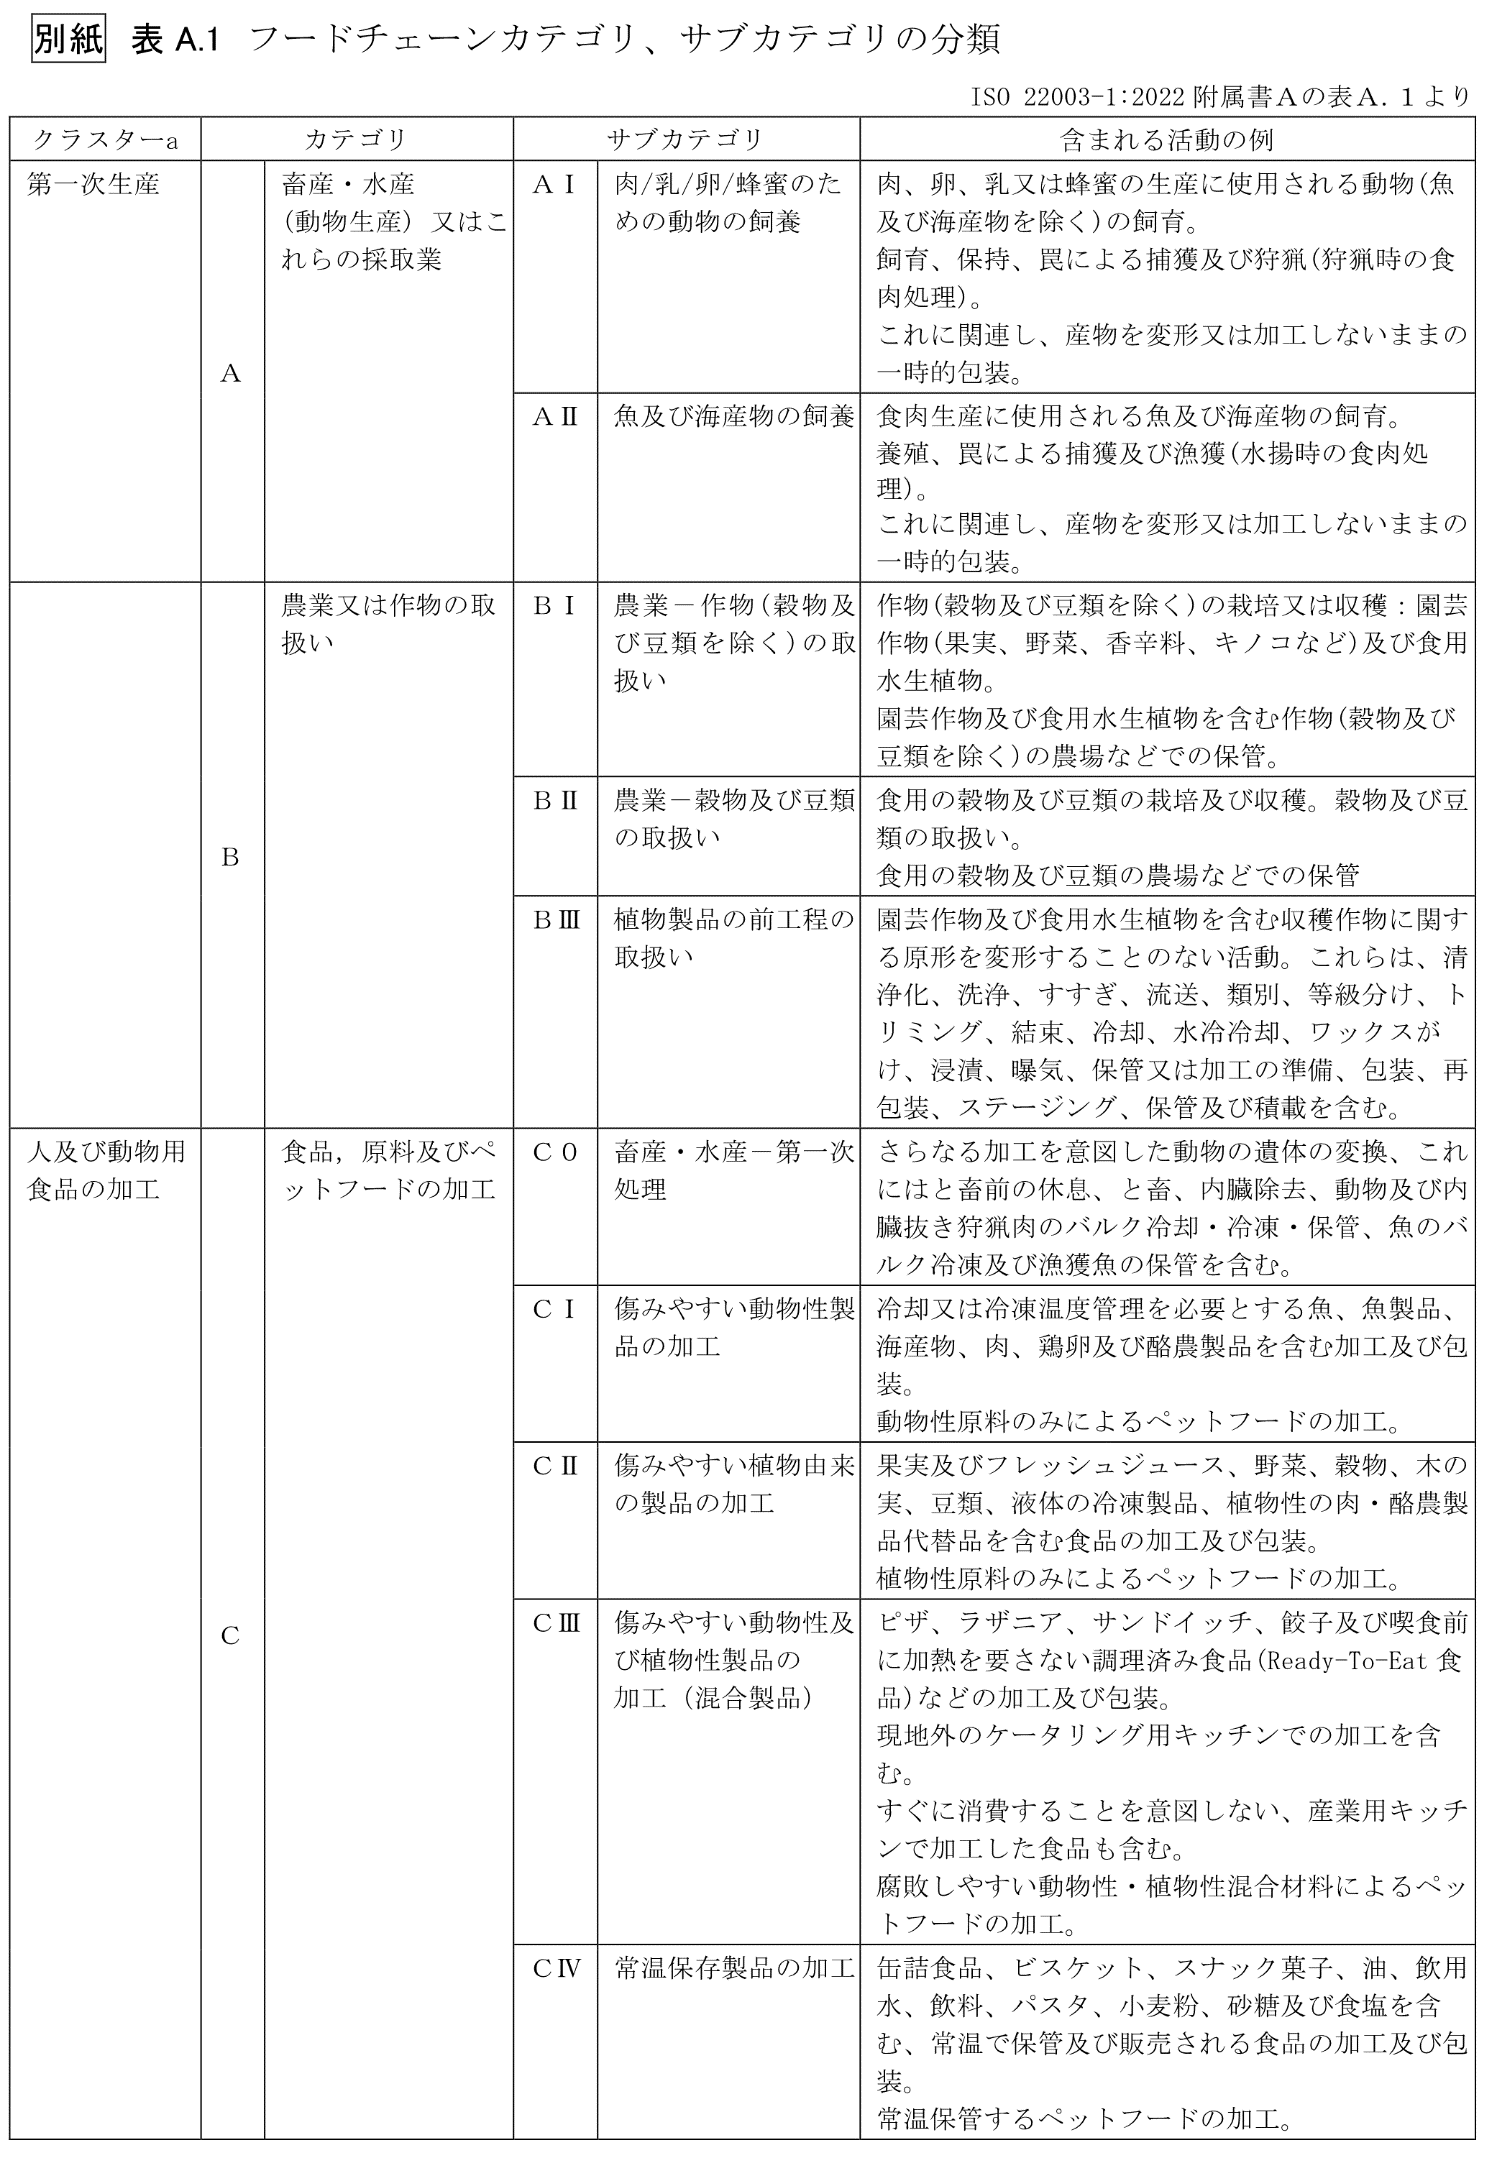 別紙 表 A.1 フードチェーンカテゴリ、サブカテゴリの分類
ISO 22003-1:2022 附属書Ａの表Ａ.１より
クラスターa カテゴリ サブカテゴリ 含まれる活動の例
第一次生産
A
畜産・水産
(動物生産) 又はこ
れらの採取業
AⅠ
肉/乳/卵/蜂蜜のた
めの動物の飼養
肉、卵、乳又は蜂蜜の生産に使用される動物(魚
及び海産物を除く)の飼育。
飼育、保持、罠による捕獲及び狩猟(狩猟時の食
肉処理)。
これに関連し、産物を変形又は加工しないままの
一時的包装。
AⅡ
魚及び海産物の飼養
食肉生産に使用される魚及び海産物の飼育。
養殖、罠による捕獲及び漁獲(水揚時の食肉処
理)。
これに関連し、産物を変形又は加工しないままの
一時的包装。
B
農業又は作物の取
扱い
BⅠ
農業－作物(穀物及
び豆類を除く)の取
扱い
作物(穀物及び豆類を除く)の栽培又は収穫：園芸
作物(果実、野菜、香辛料、キノコなど)及び食用
水生植物。
園芸作物及び食用水生植物を含む作物(穀物及び
豆類を除く)の農場などでの保管。
BⅡ
農業－穀物及び豆類
の取扱い
食用の穀物及び豆類の栽培及び収穫。穀物及び豆
類の取扱い。
食用の穀物及び豆類の農場などでの保管
BⅢ
植物製品の前工程の
取扱い
園芸作物及び食用水生植物を含む収穫作物に関す
る原形を変形することのない活動。これらは、清
浄化、洗浄、すすぎ、流送、類別、等級分け、ト
リミング、結束、冷却、水冷冷却、ワックスが
け、浸漬、曝気、保管又は加工の準備、包装、再
包装、ステージング、保管及び積載を含む。
人及び動物用
食品の加工
C
食品，原料及びペ
ットフードの加工
C０
畜産・水産－第一次
処理
さらなる加工を意図した動物の遺体の変換、これ
にはと畜前の休息、と畜、内臓除去、動物及び内
臓抜き狩猟肉のバルク冷却・冷凍・保管、魚のバ
ルク冷凍及び漁獲魚の保管を含む。
CⅠ
傷みやすい動物性製
品の加工
冷却又は冷凍温度管理を必要とする魚、魚製品、
海産物、肉、鶏卵及び酪農製品を含む加工及び包
装。
動物性原料のみによるペットフードの加工。
CⅡ
傷みやすい植物由来
の製品の加工
果実及びフレッシュジュース、野菜、穀物、木の
実、豆類、液体の冷凍製品、植物性の肉・酪農製
品代替品を含む食品の加工及び包装。
植物性原料のみによるペットフードの加工。
CⅢ
傷みやすい動物性及
び植物性製品の
加工（混合製品）
ピザ、ラザニア、サンドイッチ、餃子及び喫食前
に加熱を要さない調理済み食品(Ready-To-Eat 食
品)などの加工及び包装。
現地外のケータリング用キッチンでの加工を含
む。
すぐに消費することを意図しない、産業用キッチ
ンで加工した食品も含む。
腐敗しやすい動物性・植物性混合材料によるペッ
トフードの加工。
CⅣ
常温保存製品の加工
缶詰食品、ビスケット、スナック菓子、油、飲用
水、飲料、パスタ、小麦粉、砂糖及び食塩を含
む、常温で保管及び販売される食品の加工及び包
装。
常温保管するペットフードの加工。